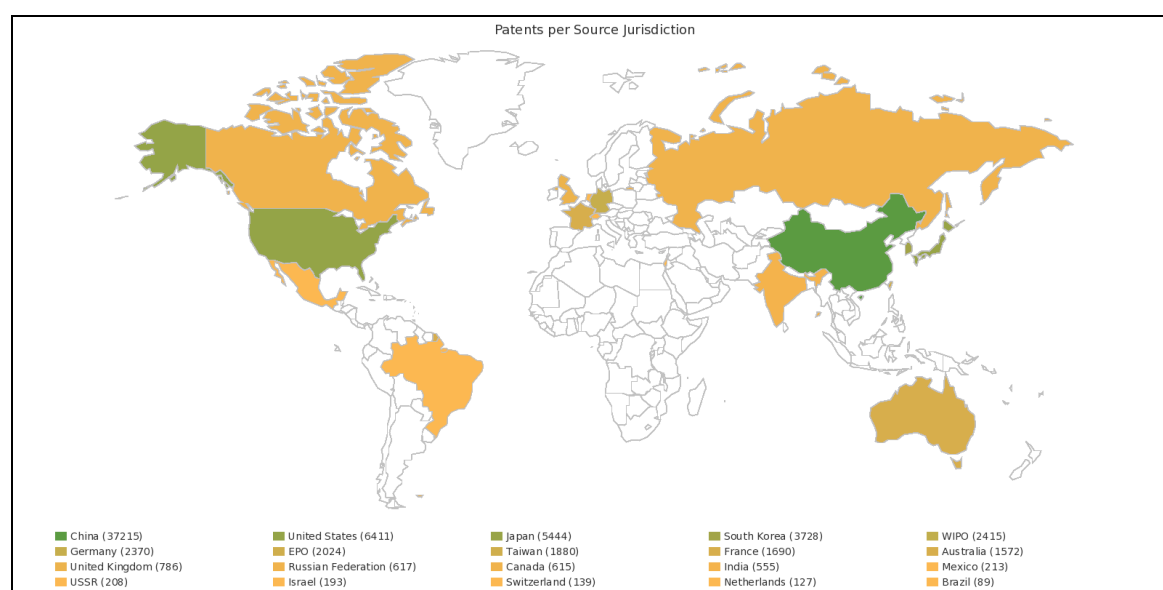 Patents per Source Jurisdiction
China (37215) United States (6411) Japan (5444) South Korea (3728) WIPO (2415)
Germany (2370) EPO (2024) Taiwan (1880) France (1690) Australia (1572)
United Kingdom (786) Russian Federation (617) Canada (615) India (555) Mexico (213)
USSR (208) Israel (193) Switzerland (139) Netherlands (127) Brazil (89)